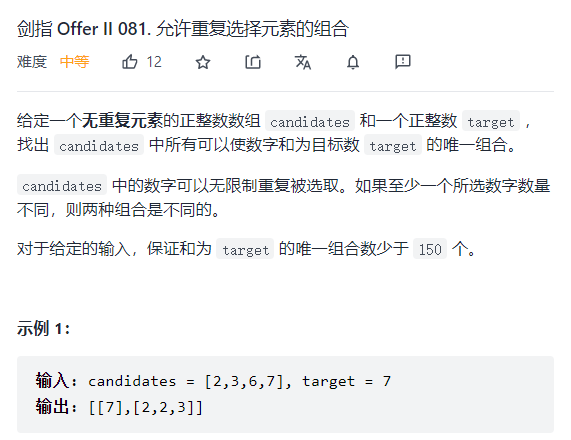 剑指 Offer II 081. 允许重复选择元素的组合
难度 中等 12
给定一个无重复元素的正整数数组 candidates 和一个正整数 target ，
找出 candidates 中所有可以使数字和为目标数 target 的唯一组合。
candidates 中的数字可以无限制重复被选取。如果至少一个所选数字数量
不同，则两种组合是不同的。
对于给定的输入，保证和为 target 的唯一组合数少于 150 个。
示例 1：
输入：candidates = [2,3,6,7], target = 7
输出：[[7],[2,2,3]]